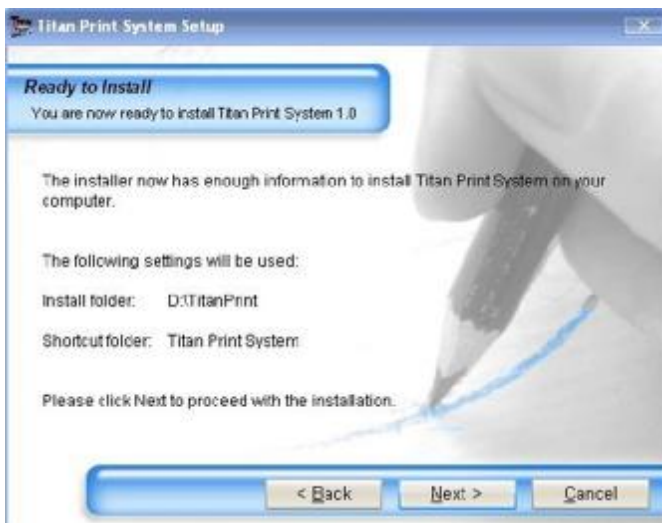 Titan Print System Setup
Ready to Install
You are now ready to install Titan Print System 1.0
The installer now has enough information to install Titan Print System on your
computer.
The following settings will be used:
Install folder: D:\TitanPrint
Shortcut folder: Titan Print System
Please click Next to proceed with the installation.
< Back Next > Cancel